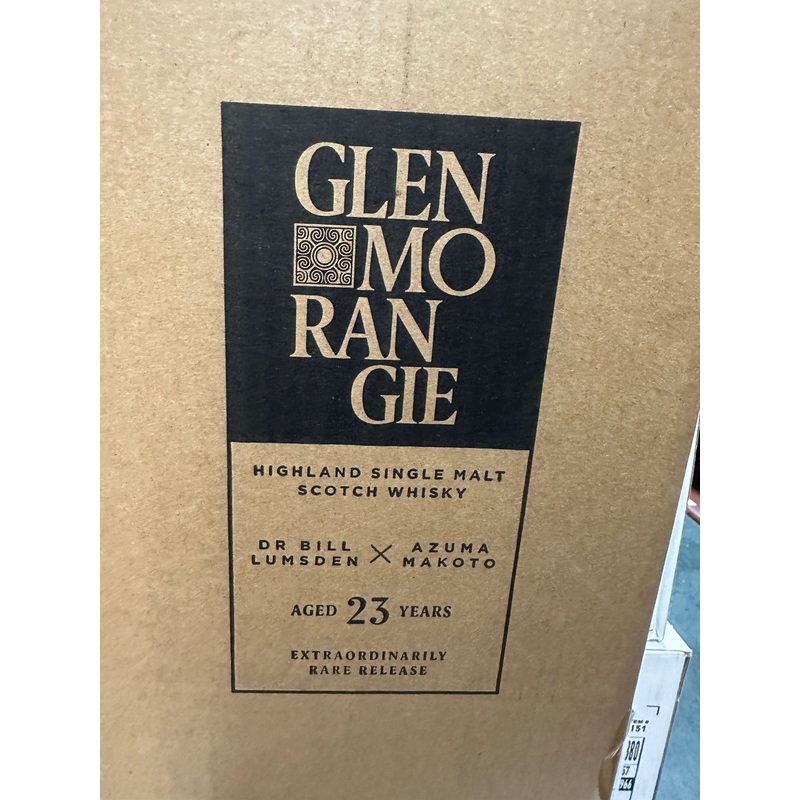 GLEN
MO
RAN
GIE
HIGHLAND SINGLE MALT
SCOTCH WHISKY
DR BILL LUMSDEN × AZUMA MAKOTO
AGED 23 YEARS
EXTRAORDINARILY
RARE RELEASE
151